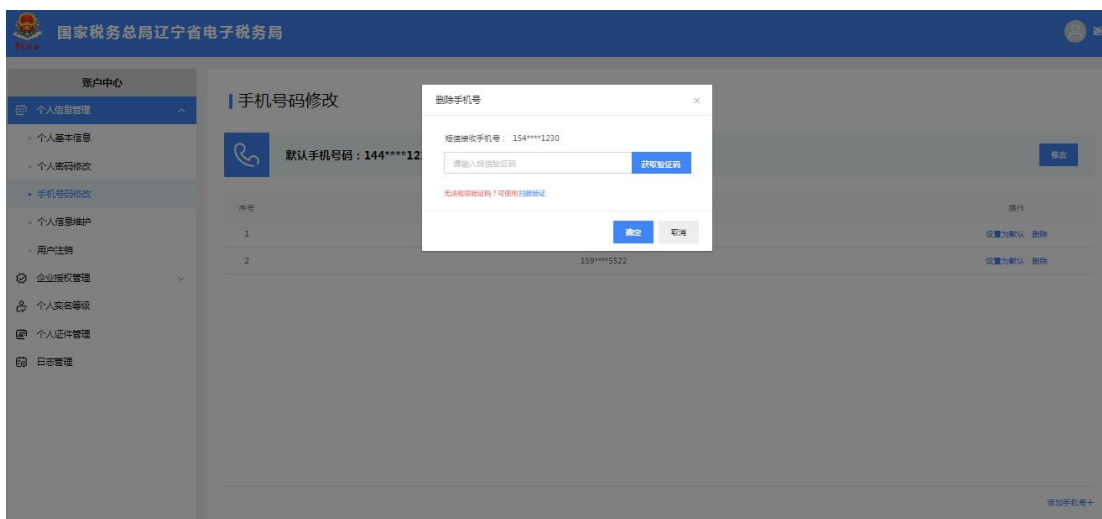 国家税务总局辽宁省电子税务局
账户中心
个人信息管理
个人基本信息
个人密码修改
手机号码修改
个人信息维护
用户注销
企业授权管理
个人实名等级
个人证件管理
日志管理
手机号码修改
默认手机号码：144****12
修改
序号
操作
1
设置为默认 删除
2 159****5522 设置为默认 删除
添加手机号+
删除手机号
短信接收手机号： 154****1230
请输入短信验证码 获取验证码
无法收取验证码？可使用扫脸验证
确定 取消